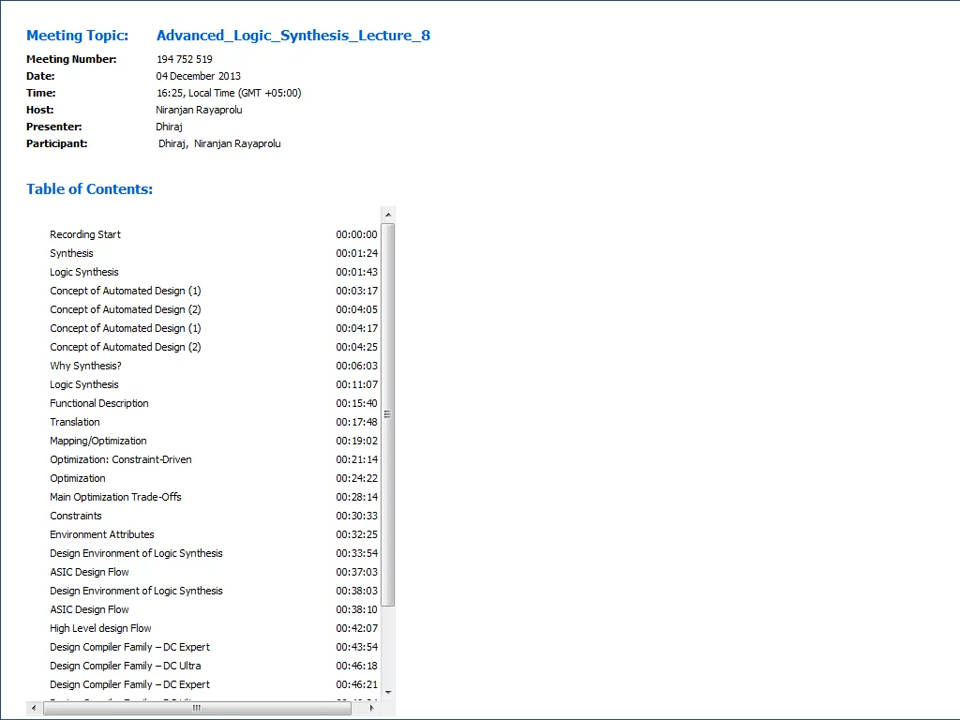 Meeting Topic: Advanced_Logic_Synthesis_Lecture_8
Meeting Number: 194 752 519
Date: 04 December 2013
Time: 16:25, Local Time (GMT +05:00)
Host: Niranjan Rayaprolu
Presenter: Dhiraj
Participant: Dhiraj, Niranjan Rayaprolu
Table of Contents:
Recording Start 00:00:00
Synthesis 00:01:24
Logic Synthesis 00:01:43
Concept of Automated Design (1) 00:03:17
Concept of Automated Design (2) 00:04:05
Concept of Automated Design (1) 00:04:17
Concept of Automated Design (2) 00:04:25
Why Synthesis? 00:06:03
Logic Synthesis 00:11:07
Functional Description 00:15:40
Translation 00:17:48
Mapping/Optimization 00:19:02
Optimization: Constraint-Driven 00:21:14
Optimization 00:24:22
Main Optimization Trade-Offs 00:28:14
Constraints 00:30:33
Environment Attributes 00:32:25
Design Environment of Logic Synthesis 00:33:54
ASIC Design Flow 00:37:03
Design Environment of Logic Synthesis 00:38:03
ASIC Design Flow 00:38:10
High Level design Flow 00:42:07
Design Compiler Family – DC Expert 00:43:54
Design Compiler Family – DC Ultra 00:46:18
Design Compiler Family – DC Expert 00:46:21